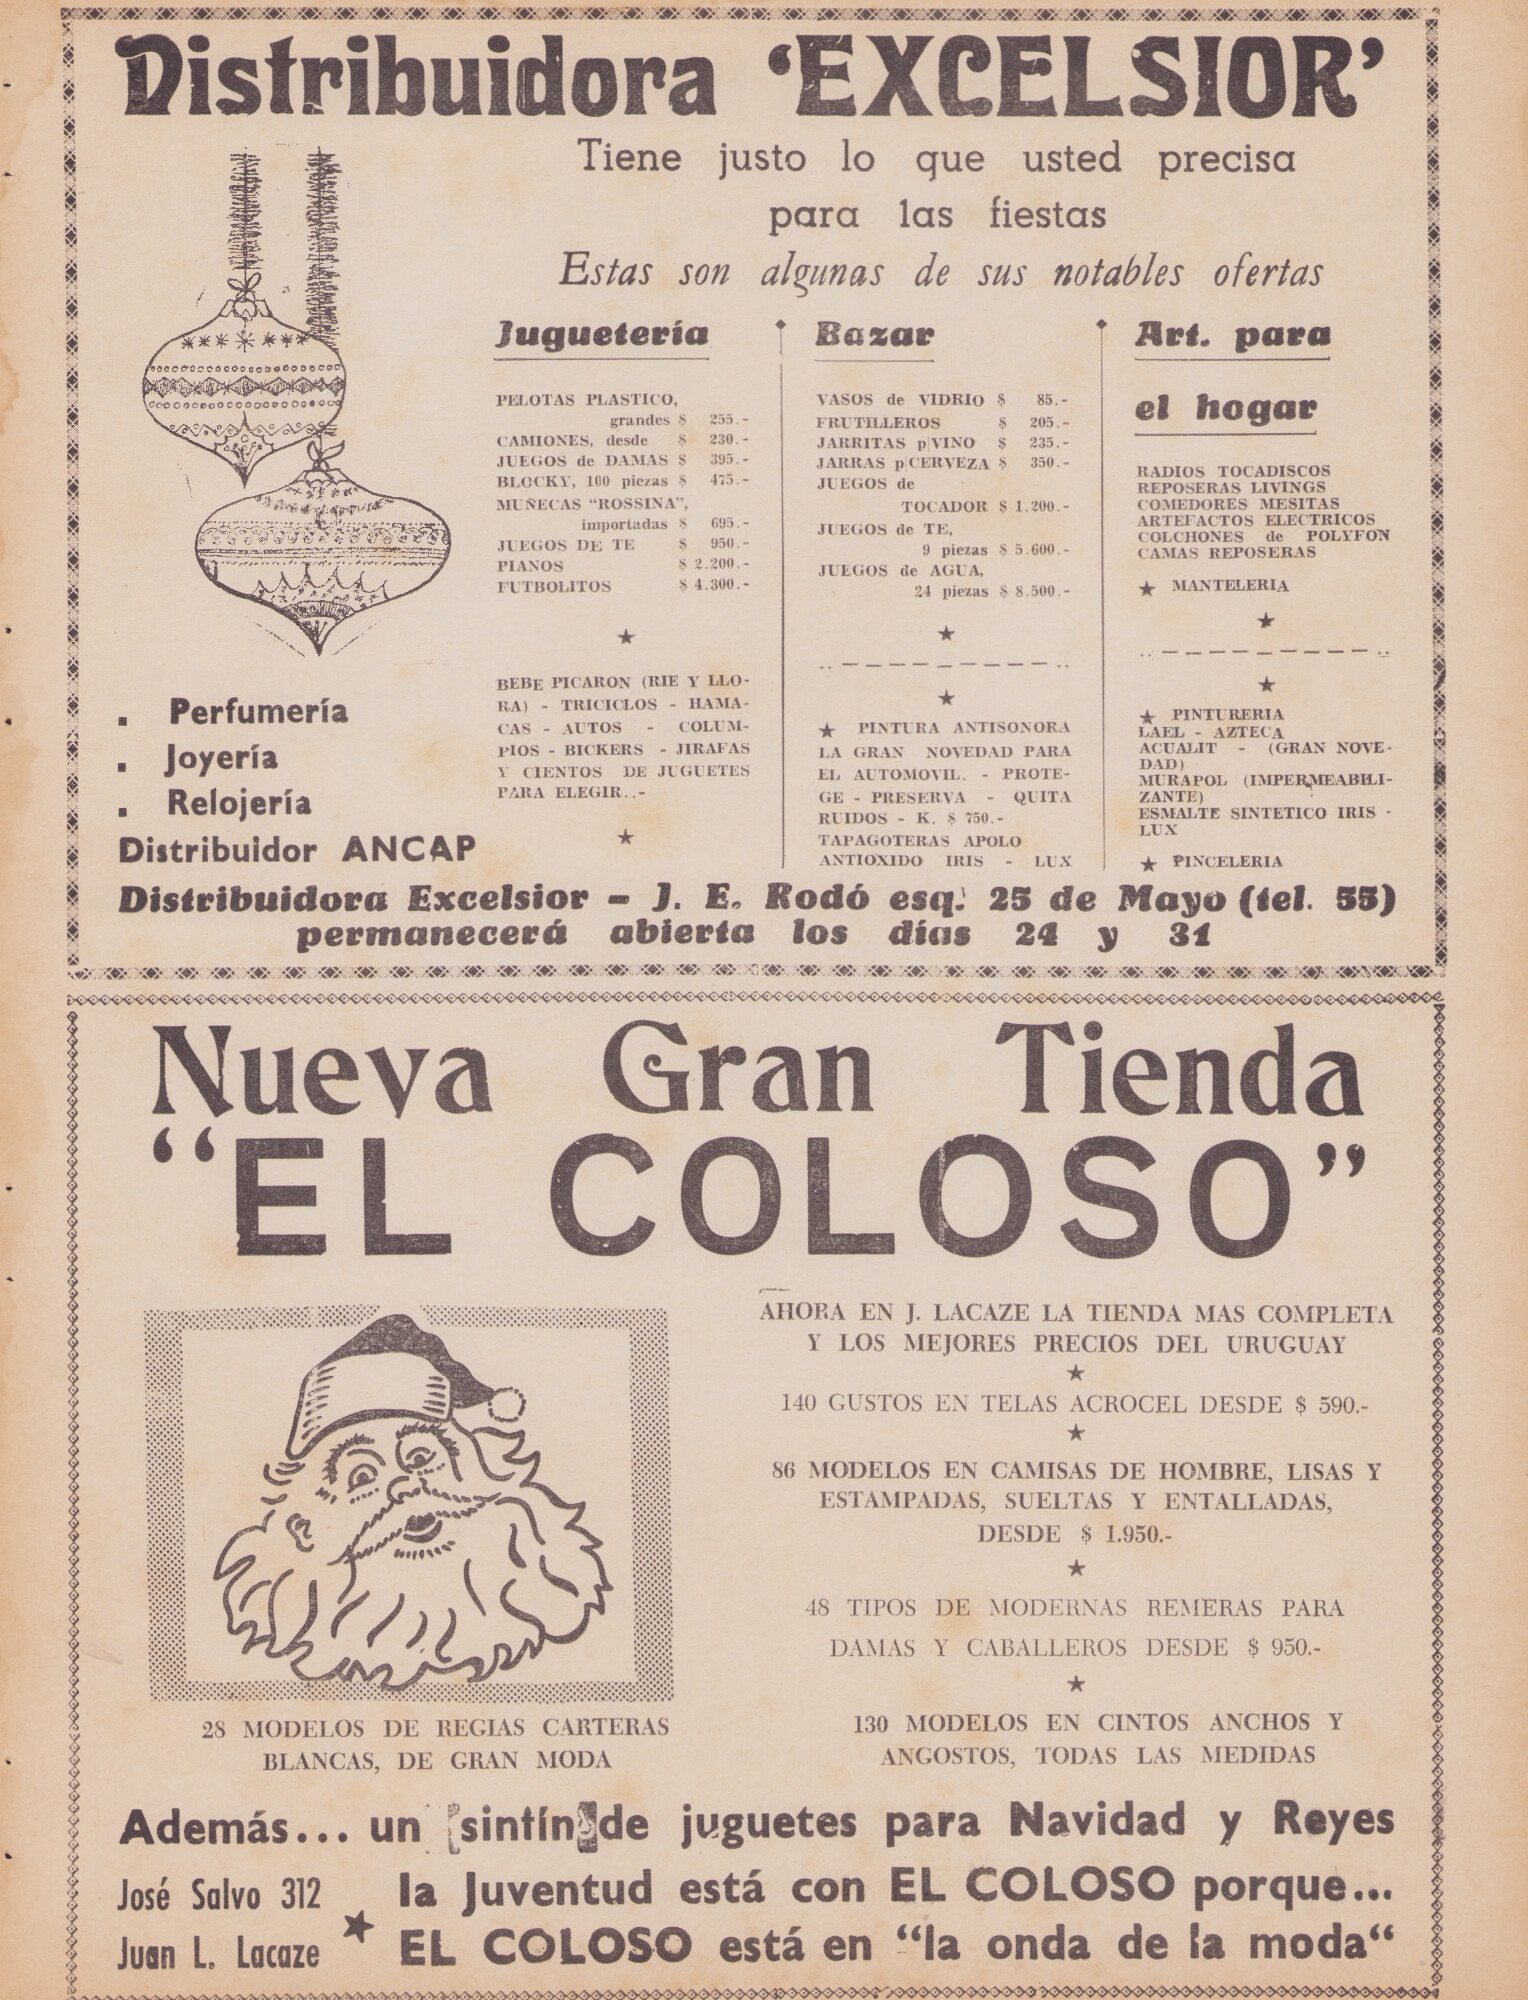 Distribuidora ‘EXCELSIOR’
Tiene justo lo que usted precisa
para las fiestas
Estas son algunas de sus notables ofertas
Juguetería
PELOTAS PLASTICO,
grandes $ 255.-
CAMIONES, desde $ 230.-
JUEGOS de DAMAS $ 395.-
BLOCKY, 100 piezas $ 475.-
MUÑECAS “ROSSINA”,
importadas $ 695.-
JUEGOS DE TE $ 950.-
PIANOS $ 2.200.-
FUTBOLITOS $ 4.300.-
BEBE PICARON (RIE Y LLO-
RA) - TRICICLOS - HAMA-
CAS - AUTOS - COLUM-
PIOS - BICKERS - JIRAFAS
Y CIENTOS DE JUGUETES
PARA ELEGIR..-
Bazar
VASOS de VIDRIO $ 85.-
FRUTILLEROS $ 205.-
JARRITAS p|VINO $ 235.-
JARRAS p|CERVEZA $ 350.-
JUEGOS de
TOCADOR $ 1.200.-
JUEGOS de TE,
9 piezas $ 5.600.-
JUEGOS de AGUA,
24 piezas $ 8.500.-
★ PINTURA ANTISONORA
LA GRAN NOVEDAD PARA
EL AUTOMOVIL. - PROTE-
GE - PRESERVA - QUITA
RUIDOS - K. $ 750.-
TAPAGOTERAS APOLO
ANTIOXIDO IRIS - LUX
Art. para
el hogar
RADIOS TOCADISCOS
REPOSERAS LIVINGS
COMEDORES MESITAS
ARTEFACTOS ELECTRICOS
COLCHONES de POLYFON
CAMAS REPOSERAS
★ MANTELERIA
★ PINTURERIA
LAEL - AZTECA
ACUALIT - (GRAN NOVE-
DAD)
MURAPOL (IMPERMEABILI-
ZANTE)
ESMALTE SINTETICO IRIS -
LUX
★ PINCELERIA
. Perfumería
. Joyería
. Relojería
Distribuidor ANCAP
Distribuidora Excelsior - J. E. Rodó esq. 25 de Mayo (tel. 55)
permanecerá abierta los días 24 y 31
Nueva Gran Tienda
“EL COLOSO”
AHORA EN J. LACAZE LA TIENDA MAS COMPLETA
Y LOS MEJORES PRECIOS DEL URUGUAY
140 GUSTOS EN TELAS ACROCEL DESDE $ 590.-
86 MODELOS EN CAMISAS DE HOMBRE, LISAS Y
ESTAMPADAS, SUELTAS Y ENTALLADAS,
DESDE $ 1.950.-
48 TIPOS DE MODERNAS REMERAS PARA
DAMAS Y CABALLEROS DESDE $ 950.-
130 MODELOS EN CINTOS ANCHOS Y
ANGOSTOS, TODAS LAS MEDIDAS
28 MODELOS DE REGIAS CARTERAS
BLANCAS, DE GRAN MODA
Además... un sinfín de juguetes para Navidad y Reyes
José Salvo 312
Juan L. Lacaze
la Juventud está con EL COLOSO porque...
EL COLOSO está en “la onda de la moda“